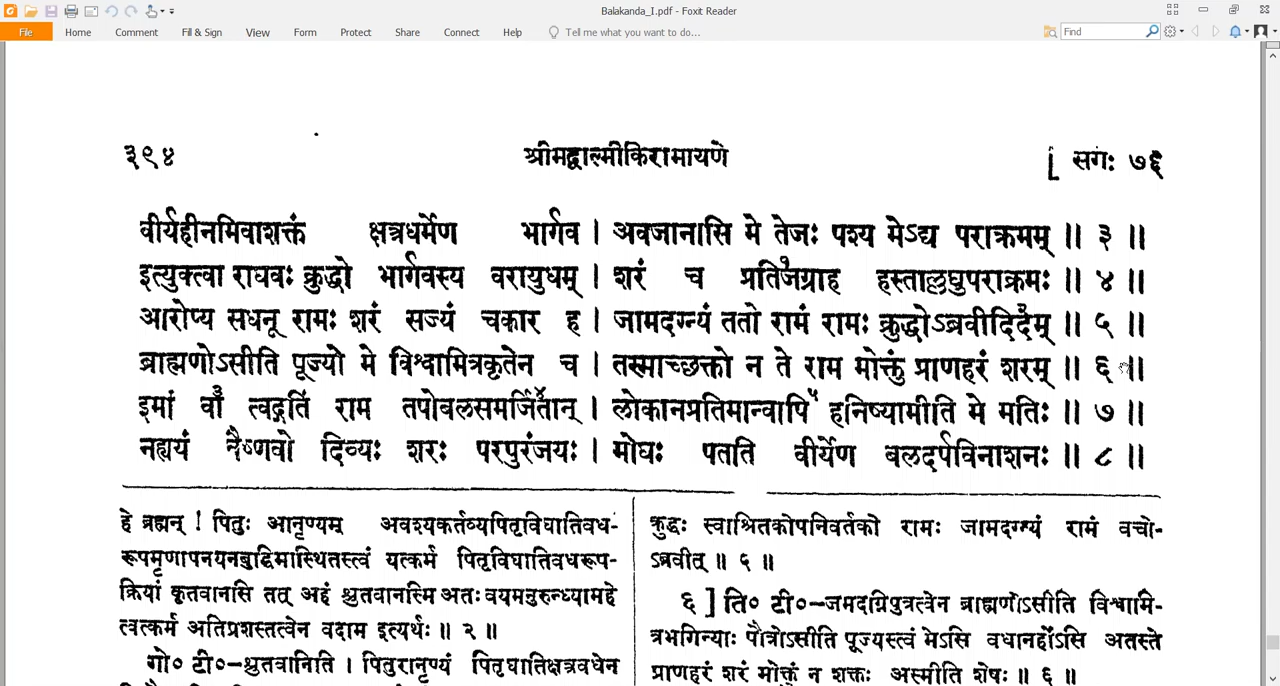 Balakanda_I.pdf - Foxit Reader
File Home Comment Fill & Sign View Form Protect Share Connect Help Tell me what you want to do... Find
३९४ श्रीमद्वाल्मीकिरामायणे [ सर्गः ७६
वीर्यहीनमिवाशक्तं क्षत्रधर्मेण भार्गव । अवजानासि मे तेजः पश्य मेऽद्य पराक्रमम् ॥ ३ ॥
इत्युक्त्वा राघवः क्रुद्धो भार्गवस्य वरायुधम् । शरं च प्रतिजग्राह हस्ताल्लघुपराक्रमः ॥ ४ ॥
आरोप्य सधनू रामः शरं सज्यं चकार ह । जामदग्न्यं ततो रामं रामः क्रुद्धोऽब्रवीदिदम् ॥ ५ ॥
ब्राह्मणोऽसीति पूज्यो मे विश्वामित्रकृतेन च । तस्माच्छक्तो न ते राम मोक्तुं प्राणहरं शरम् ॥ ६ ॥
इमां वा३ त्वद्गतिं राम तपोबलसमर्जितान्४ । लोकानप्रतिमान्वापि५ हनिष्यामीति मे मतिः ॥ ७ ॥
नह्ययं वैष्णवो दिव्यः शरः परपुरंजयः । मोघः पतति वीर्येण बलदर्पविनाशनः ॥ ८ ॥
हे ब्रह्मन् ! पितुः आनृण्यम् अवश्यकर्तव्यपितृविघातिवध-
रूपमृणापनयनबुद्धिमास्थितस्त्वं यत्कर्म पितृविघातिवधरूप-
क्रियां कृतवानसि तत् अहं श्रुतवानस्मि अतः वयमनुरुन्ध्यामहे
त्वत्कर्म अतिप्रशस्तत्वेन वदाम इत्यर्थः ॥ २ ॥
गो० टी०-श्रुतवानिति । पितुरानृण्यं पितृघातिक्षत्रवधेन
क्रुद्धः स्वाश्रितकोपनिवर्तको रामः जामदग्न्यं रामं वचो-
ऽब्रवीत् ॥ ५ ॥
६ ] ति० टी०-जमदग्निपुत्रत्वेन ब्राह्मणोऽसीति विश्वामि-
त्रभगिन्याः पौत्रोऽसीति पूज्यस्त्वं मेऽसि वधानर्होऽसि अतस्ते
प्राणहरं शरं मोक्तुं न शक्तः अस्मीति शेषः ॥ ६ ॥